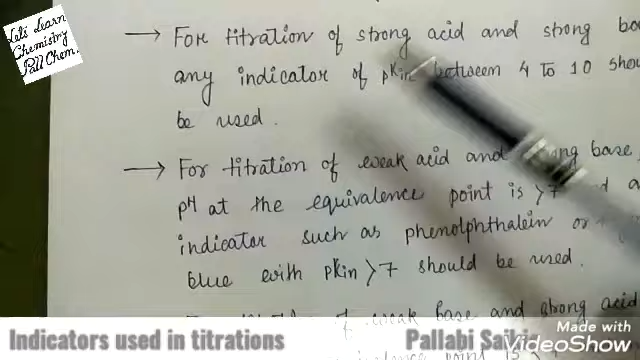 Let's Learn
Chemistry
Pall Chem.
→ For titration of strong acid and strong
any indicator of pKin between 4 to 10
be used.
→ For titration of weak acid and base,
pH at the equivalence point is >7
indicator such as phenolphthalein or
blue with pKin >7 should be used.
of weak base and strong acid
Indicators used in titrations
Pallabi
Made with
VideoShow